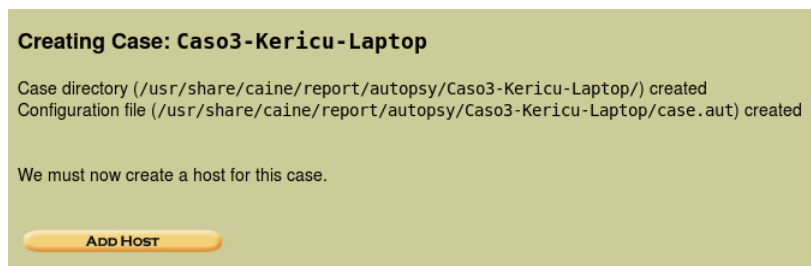 Creating Case: Caso3-Kericu-Laptop
Case directory (/usr/share/caine/report/autopsy/Caso3-Kericu-Laptop/) created
Configuration file (/usr/share/caine/report/autopsy/Caso3-Kericu-Laptop/case.aut) created
We must now create a host for this case.
ADD HOST